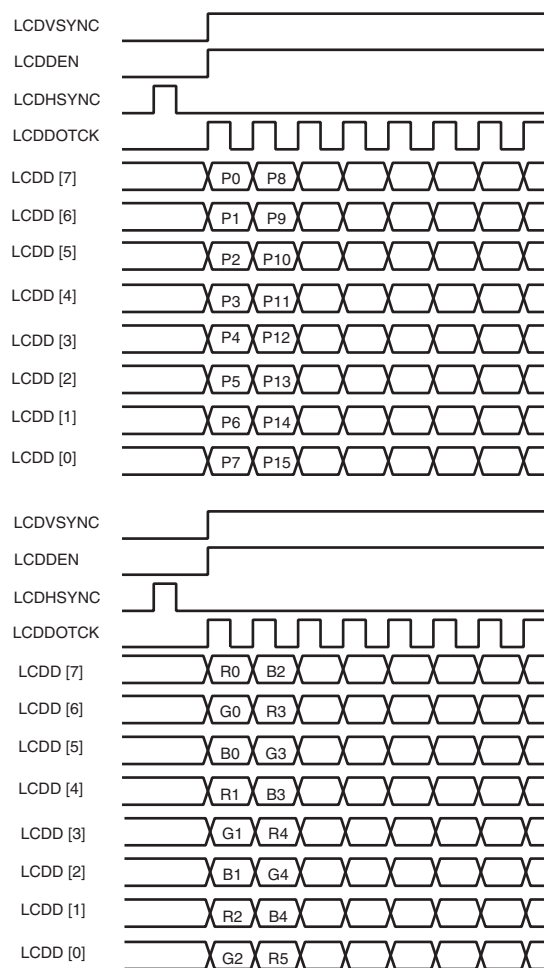 LCDVSYNC
LCDDEN
LCDHSYNC
LCDDOTCK
LCDD [7] P0 P8
LCDD [6] P1 P9
LCDD [5] P2 P10
LCDD [4] P3 P11
LCDD [3] P4 P12
LCDD [2] P5 P13
LCDD [1] P6 P14
LCDD [0] P7 P15
LCDVSYNC
LCDDEN
LCDHSYNC
LCDDOTCK
LCDD [7] R0 B2
LCDD [6] G0 R3
LCDD [5] B0 G3
LCDD [4] R1 B3
LCDD [3] G1 R4
LCDD [2] B1 G4
LCDD [1] R2 B4
LCDD [0] G2 R5